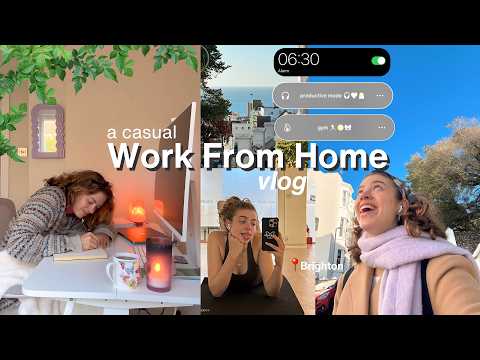 06:30
Alarm
productive mode
gym
a casual
Work From Home
vlog
Brighton